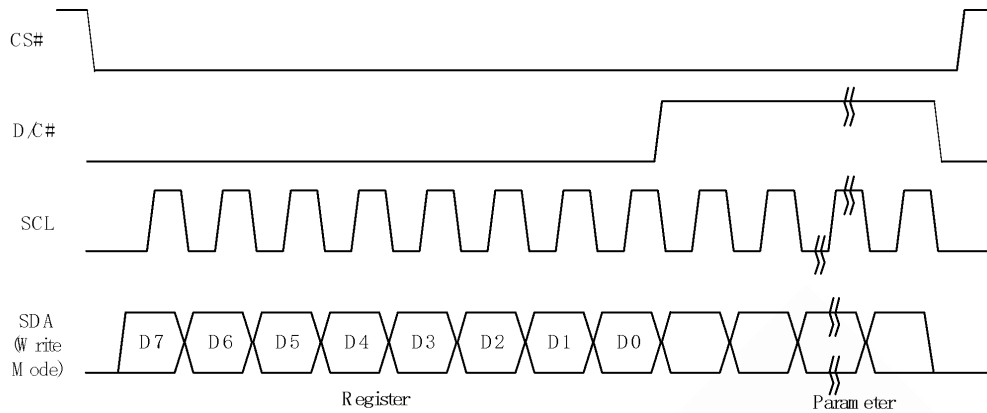 CS#
D/C#
SCL
SDA
(Write
Mode)
D7 D6 D5 D4 D3 D2 D1 D0
Register
Parameter